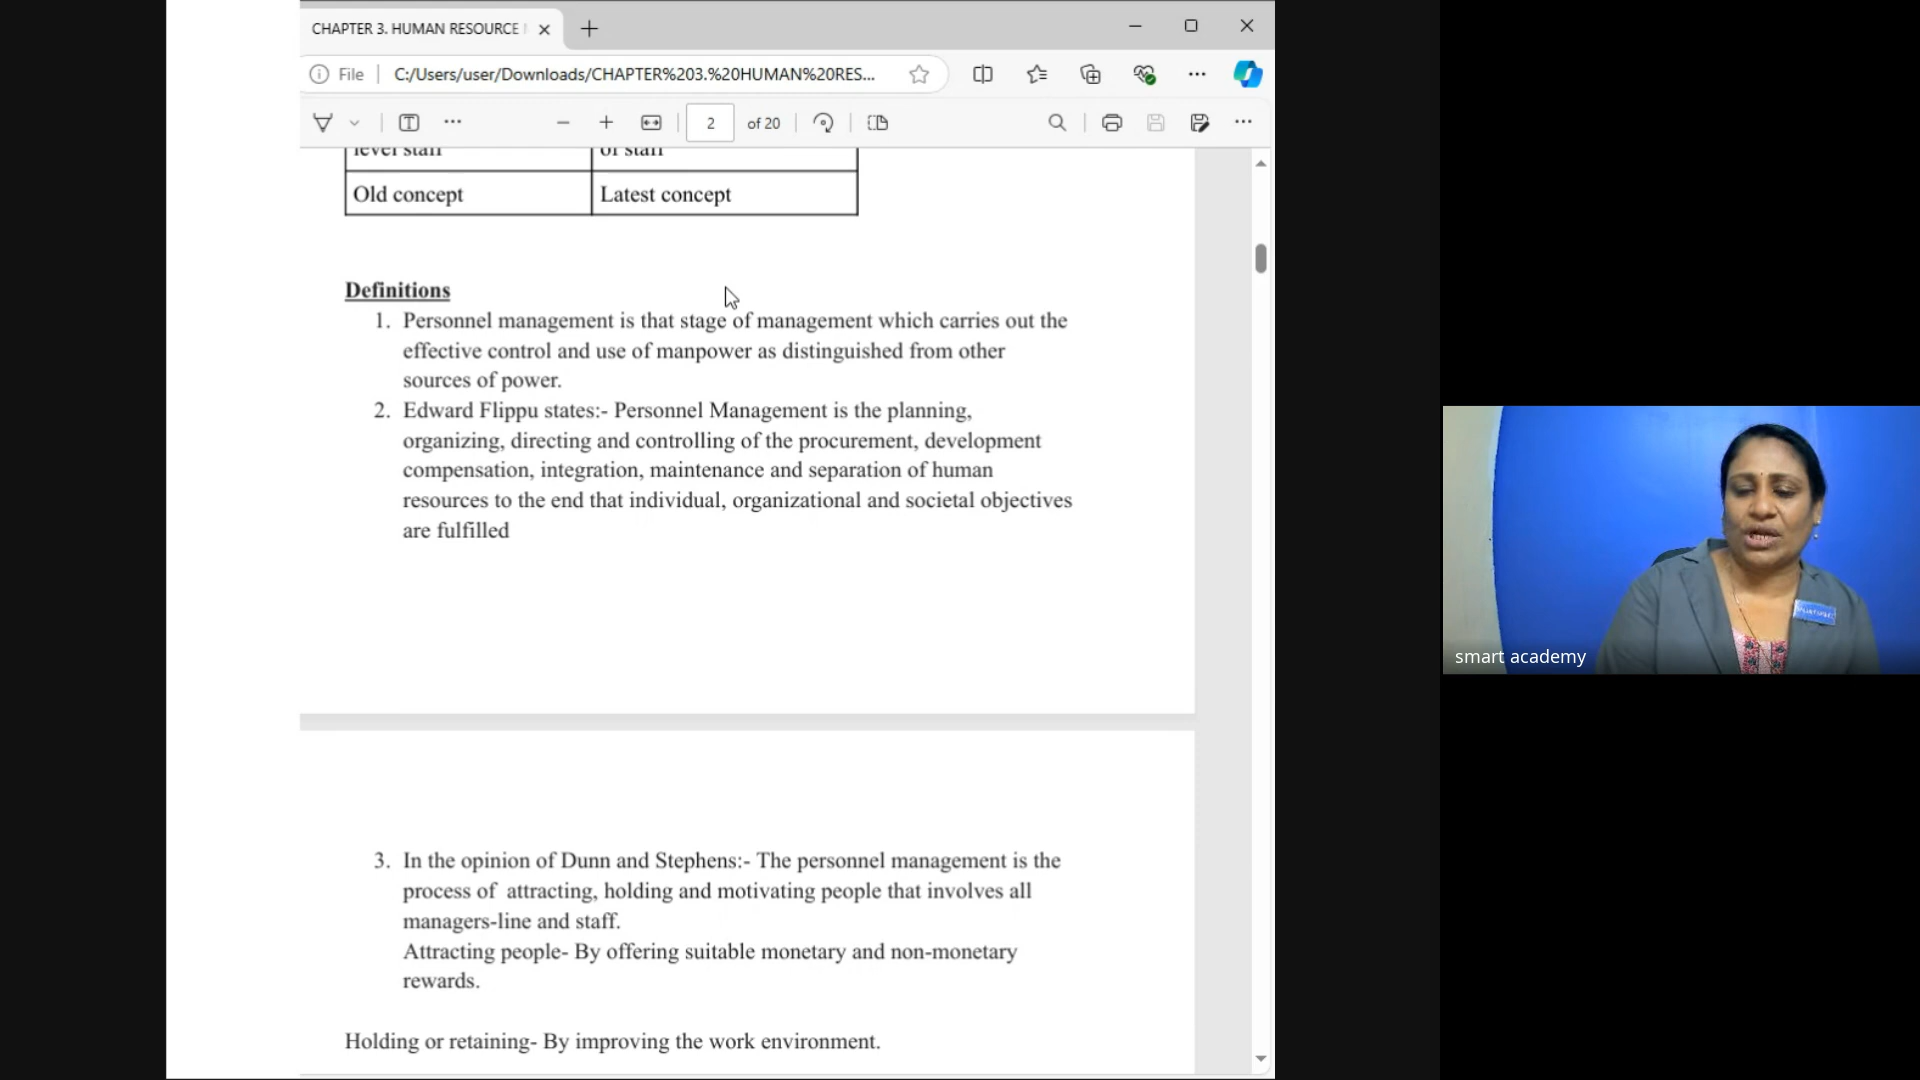 CHAPTER 3. HUMAN RESOURCE
File
C:/Users/user/Downloads/CHAPTER%203.%20HUMAN%20RES...
2 of 20
level staff
of staff
Old concept
Latest concept
Definitions
1. Personnel management is that stage of management which carries out the
effective control and use of manpower as distinguished from other
sources of power.
2. Edward Flippu states:- Personnel Management is the planning,
organizing, directing and controlling of the procurement, development
compensation, integration, maintenance and separation of human
resources to the end that individual, organizational and societal objectives
are fulfilled
3. In the opinion of Dunn and Stephens:- The personnel management is the
process of attracting, holding and motivating people that involves all
managers-line and staff.
Attracting people- By offering suitable monetary and non-monetary
rewards.
Holding or retaining- By improving the work environment.
smart academy